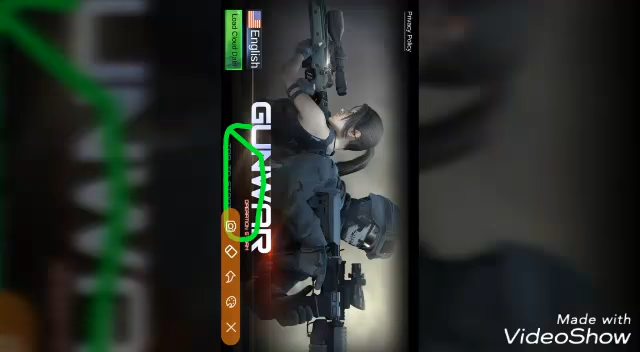 Privacy Policy
English
Load Cloud Data
GUNWAR
Made with
VideoShow